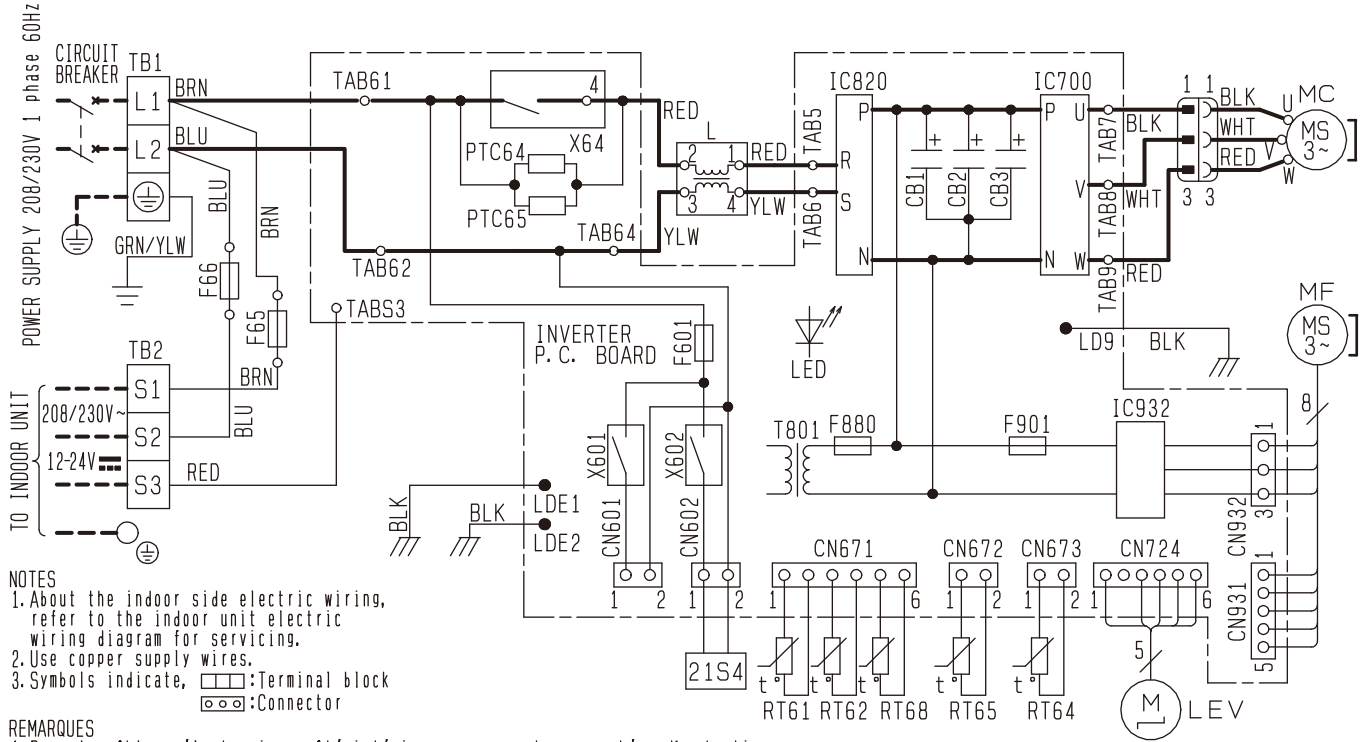 POWER SUPPLY 208/230V 1 phase 60Hz
CIRCUIT
BREAKER
TB1
L1
L2
BRN
BLU
BLU
BRN
GRN/YLW
F66
F65
TB2
S1
S2
S3
BRN
BLU
RED
TO INDOOR UNIT
208/230V~
12-24V
TAB61
TAB62
TABS3
4
X64
PTC64
PTC65
TAB64
RED
YLW
L
2 1
3 4
RED
YLW
TAB5
TAB6
IC820
P
R
S
N
CB1
CB2
CB3
+
+
+
IC700
P
N
U
V
W
TAB7
TAB8
TAB9
BLK
WHT
RED
1 1
3 3
BLK
WHT
RED
MC
U
V
W
MS
3~
MF
MS
3~
8
INVERTER
P.C. BOARD
F601
LED
LD9
BLK
X601
X602
CN601
CN602
1 2
1 2
21S4
BLK
BLK
LDE1
LDE2
T801
F880
F901
IC932
CN932
1
3
CN931
1
5
CN671
1 6
CN672
1 2
CN673
1 2
CN724
1 6
t°
t°
t°
RT61
RT62
RT68
RT65
RT64
5
M
LEV
NOTES
1. About the indoor side electric wiring,
refer to the indoor unit electric
wiring diagram for servicing.
2. Use copper supply wires.
3. Symbols indicate, :Terminal block
:Connector
REMARQUES